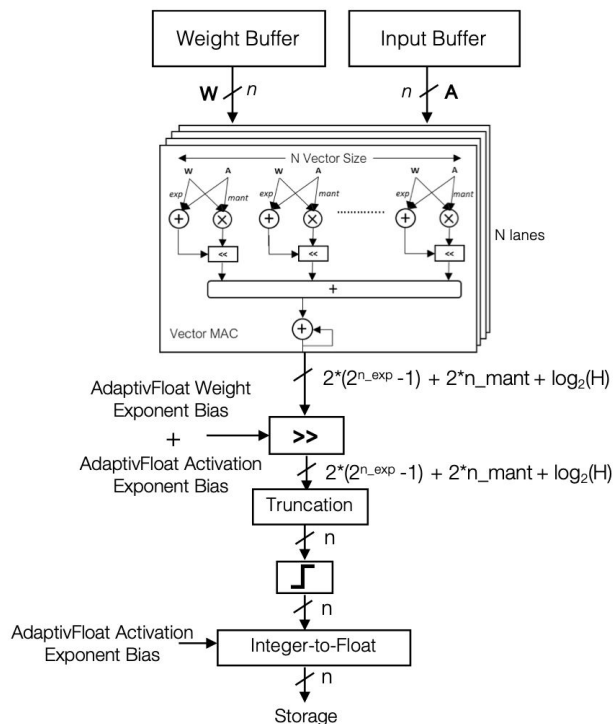 Weight Buffer
Input Buffer
W n
n A
N Vector Size
W A W A W A
exp mant exp mant exp mant
+ × + × + ×
<< << <<
+
+
Vector MAC
N lanes
2*(2^n_exp -1) + 2*n_mant + log₂(H)
AdaptivFloat Weight
Exponent Bias
+
AdaptivFloat Activation
Exponent Bias
>>
2*(2^n_exp -1) + 2*n_mant + log₂(H)
Truncation
n
n
AdaptivFloat Activation
Exponent Bias
Integer-to-Float
n
Storage